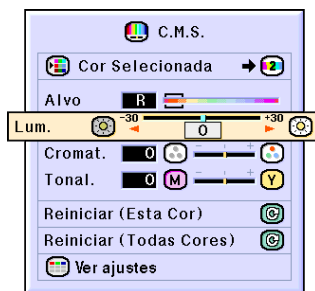 C.M.S.
Cor Selecionada 2
Alvo R
Lum. -30 0 +30
Cromat. 0 - +
Tonal. 0 M - + Y
Reiniciar (Esta Cor)
Reiniciar (Todas Cores)
Ver ajustes